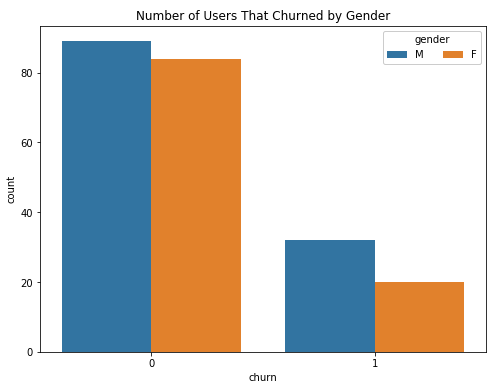 Number of Users That Churned by Gender
gender
M F
80
60
40
20
0
count
0 1
churn